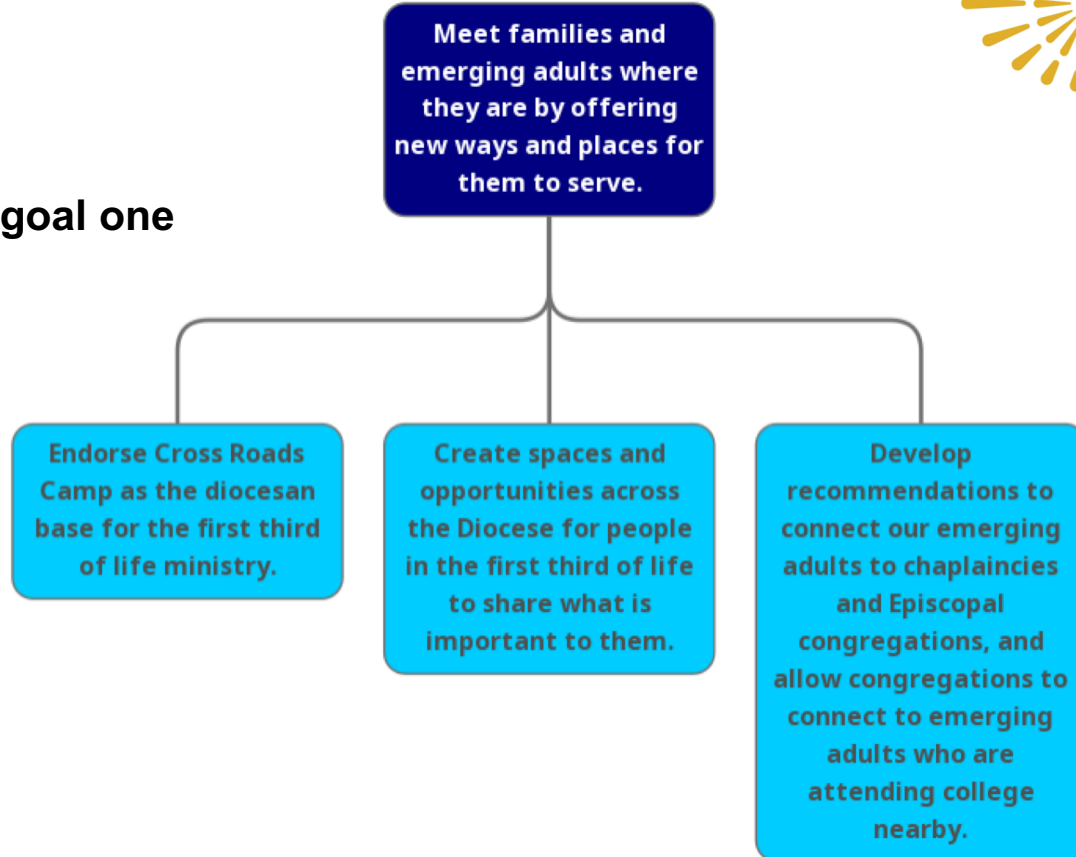 Meet families and
emerging adults where
they are by offering
new ways and places for
them to serve.
goal one
Endorse Cross Roads
Camp as the diocesan
base for the first third
of life ministry.
Create spaces and
opportunities across
the Diocese for people
in the first third of life
to share what is
important to them.
Develop
recommendations to
connect our emerging
adults to chaplaincies
and Episcopal
congregations, and
allow congregations to
connect to emerging
adults who are
attending college
nearby.